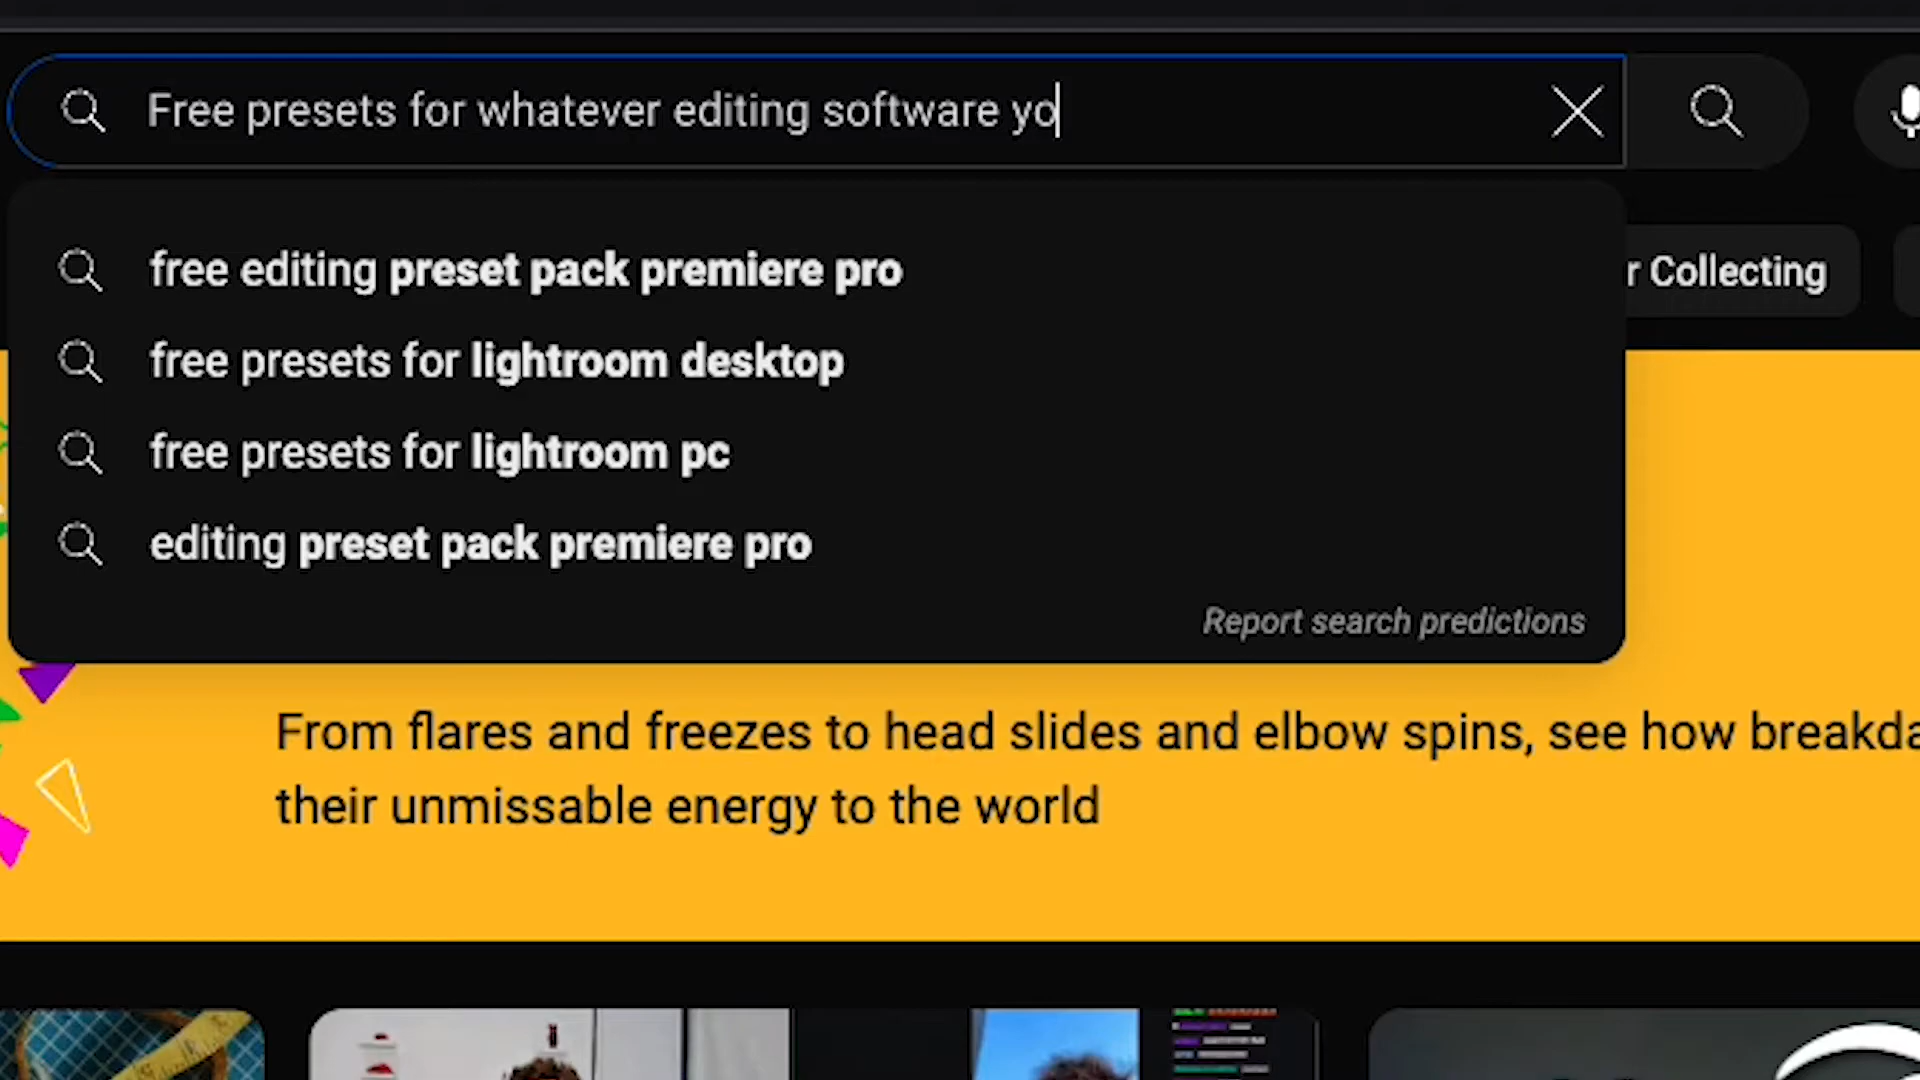 Free presets for whatever editing software yo
free editing preset pack premiere pro
r Collecting
free presets for lightroom desktop
free presets for lightroom pc
editing preset pack premiere pro
Report search predictions
From flares and freezes to head slides and elbow spins, see how breakda
their unmissable energy to the world